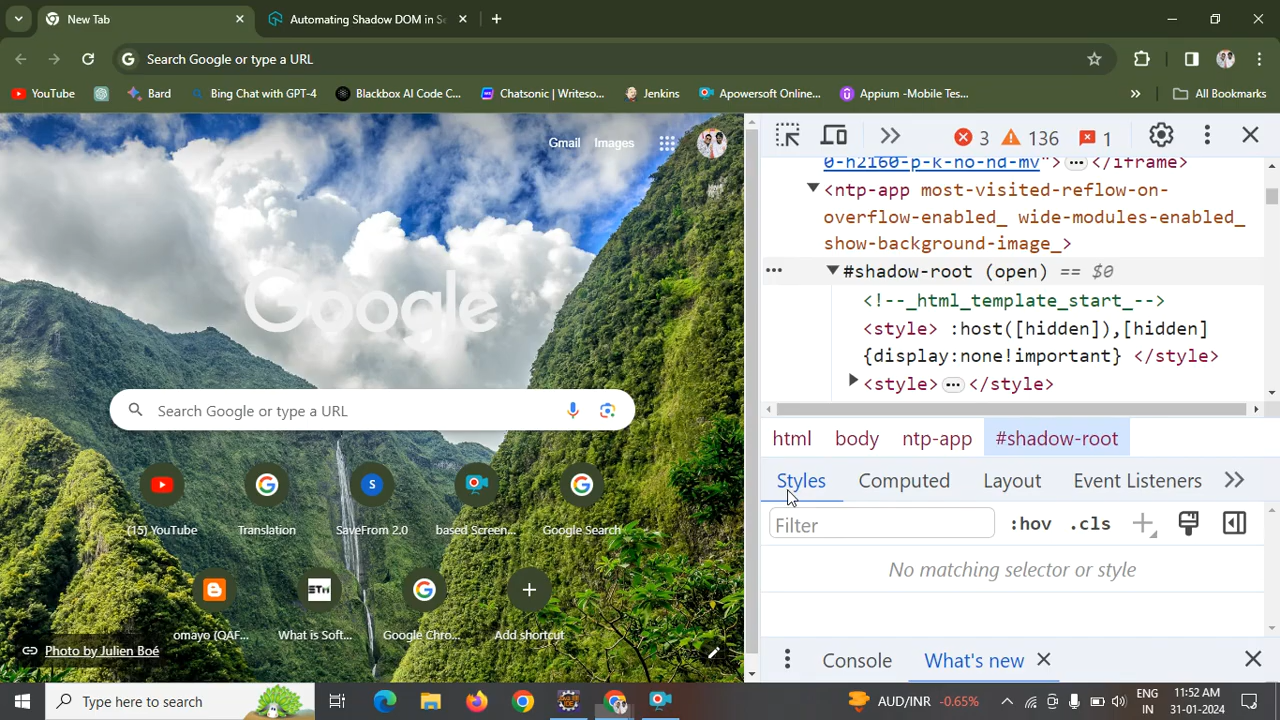 New Tab
Automating Shadow DOM in Se
Search Google or type a URL
YouTube
Bard
Bing Chat with GPT-4
Blackbox AI Code C...
Chatsonic | Writeso...
Jenkins
Apowersoft Online...
Appium -Mobile Tes...
»
All Bookmarks
Gmail
Images
Google
Search Google or type a URL
(15) YouTube
Translation
SaveFrom 2.0
based Screen...
Google Search
omayo (QAF...
What is Soft...
Google Chro...
Add shortcut
Photo by Julien Boé
3
136
1
0-h2160-p-k-no-nd-mv">…</iframe>
<ntp-app most-visited-reflow-on-
overflow-enabled_ wide-modules-enabled_
show-background-image_>
#shadow-root (open) == $0
<!--_html_template_start_-->
<style> :host([hidden]),[hidden]
{display:none!important} </style>
<style>…</style>
html body ntp-app #shadow-root
Styles Computed Layout Event Listeners
Filter :hov .cls
No matching selector or style
Console What's new
Type here to search
AUD/INR -0.65%
ENG
IN
11:52 AM
31-01-2024